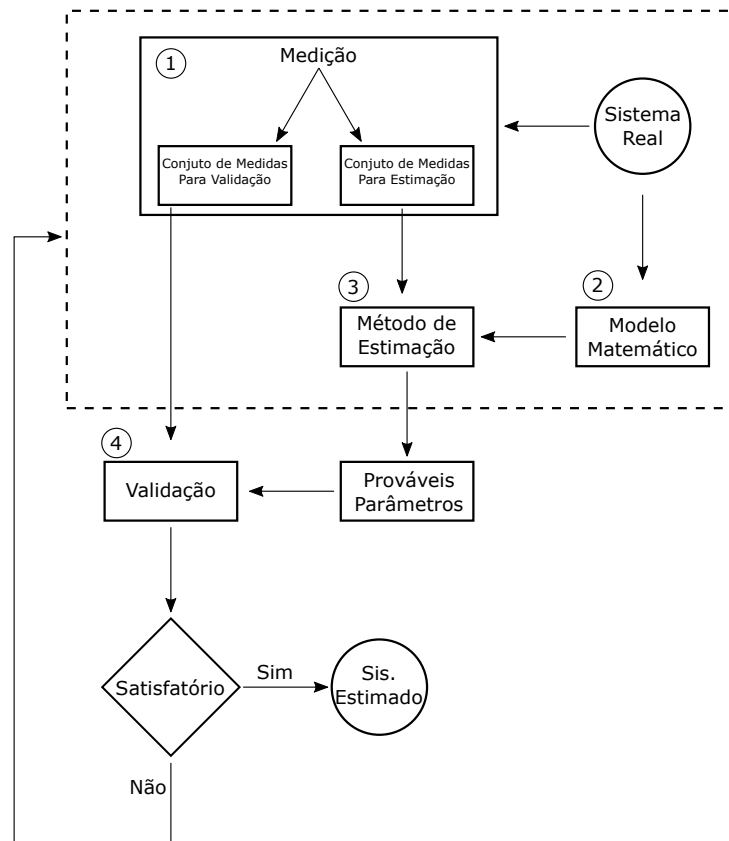 1
Medição
Sistema
Real
Conjuto de Medidas
Para Validação
Conjuto de Medidas
Para Estimação
3
2
Método de
Estimação
Modelo
Matemático
4
Validação
Prováveis
Parâmetros
Satisfatório
Sim
Sis.
Estimado
Não